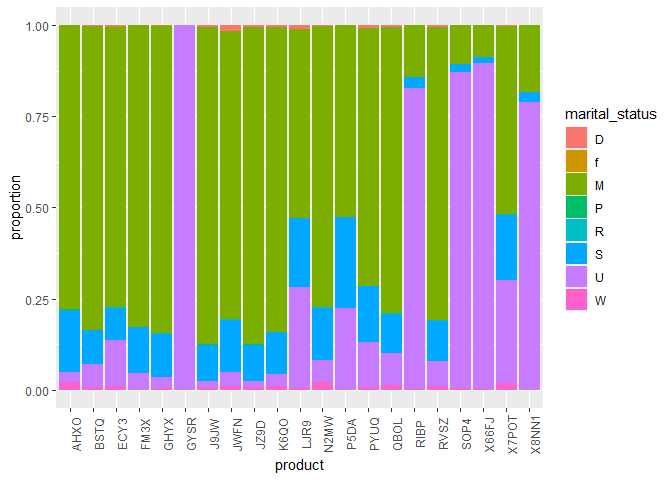 1.00
0.75
0.50
0.25
0.00
proportion
AHXO
BSTQ
ECY3
FM3X
GHYX
GYSR
J9JW
JWFN
JZ9D
K6QO
LJR9
N2MW
P5DA
PYUQ
QBOL
RIBP
RVSZ
SOP4
X66FJ
X7POT
X8NN1
product
marital_status
D
f
M
P
R
S
U
W